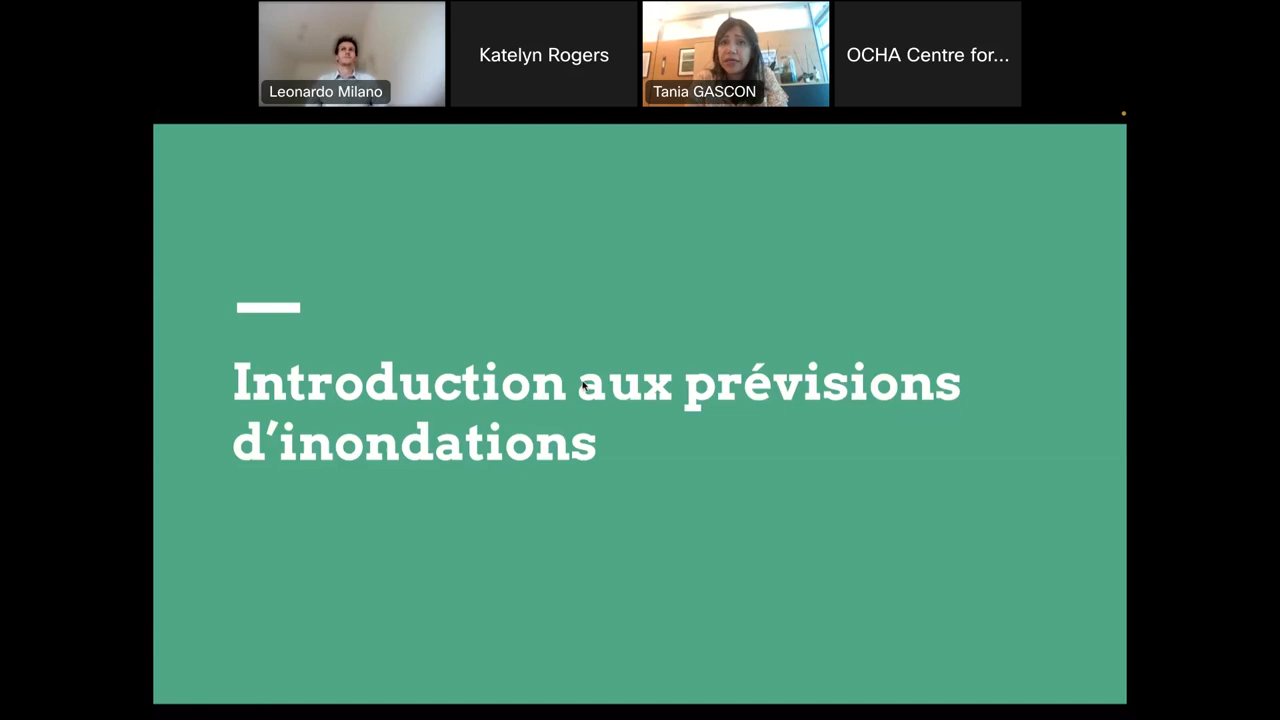 Leonardo Milano
Katelyn Rogers
Tania GASCON
OCHA Centre for...
Introduction aux prévisions
d’inondations